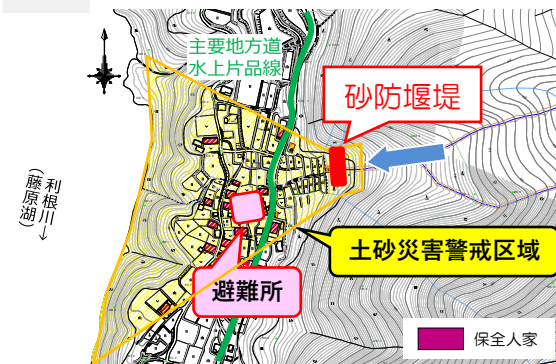 主要地方道
水上片品線
砂防堰堤
利根川→
(藤原湖)
土砂災害警戒区域
避難所
保全人家